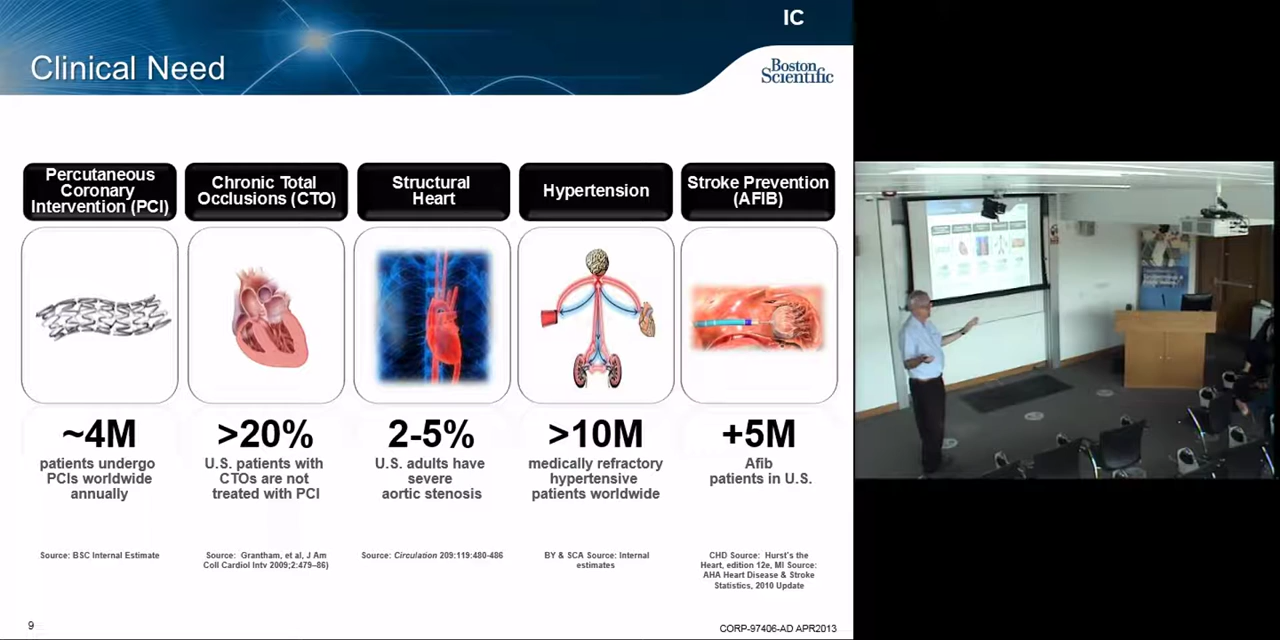 IC
Clinical Need
Boston
Scientific
Percutaneous
Coronary
Intervention (PCI)
Chronic Total
Occlusions (CTO)
Structural
Heart
Hypertension
Stroke Prevention
(AFIB)
~4M
patients undergo
PCIs worldwide
annually
>20%
U.S. patients with
CTOs are not
treated with PCI
2-5%
U.S. adults have
severe
aortic stenosis
>10M
medically refractory
hypertensive
patients worldwide
+5M
Afib
patients in U.S.
Source: BSC Internal Estimate
Source: Grantham, et al, J Am
Coll Cardiol Intv 2009;2:479–86)
Source: Circulation 209:119:480-486
BY & SCA Source: Internal
estimates
CHD Source: Hurst's the
Heart, edition 12e, MI Source:
AHA Heart Disease & Stroke
Statistics, 2010 Update
9
CORP-97406-AD APR2013